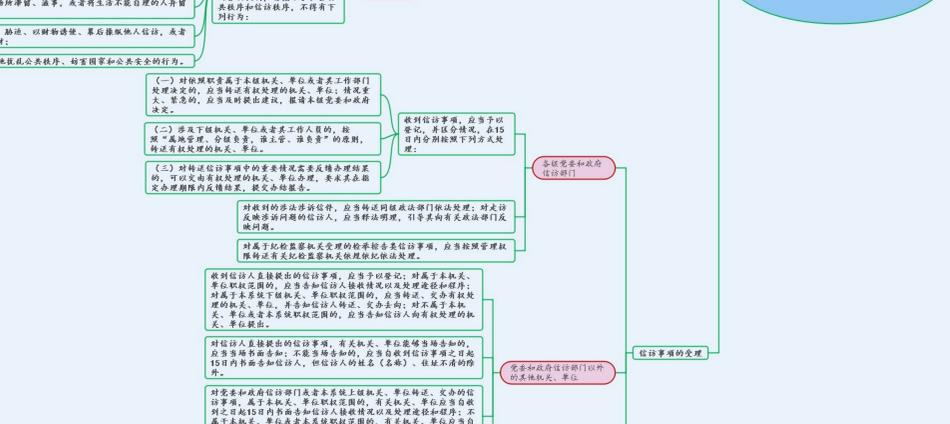 所滞留、滋事，或者将生活不能自理的人弃留
共秩序和信访秩序，不得有下
列行为：
胁迫、以财物诱使、幕后操纵他人信访，或者
扰乱公共秩序、妨害国家和公共安全的行为。
（一）对依照职责属于本级机关、单位或者其工作部门
处理决定的，应当转送有权处理的机关、单位；情况重
大、紧急的，应当及时提出建议，报请本级党委和政府
决定。
（二）涉及下级机关、单位或者其工作人员的，按
照“属地管理、分级负责，谁主管、谁负责”的原则，
转送有权处理的机关、单位。
（三）对转送信访事项中的重要情况需要反馈办理结果
的，可以交由有权处理的机关、单位办理，要求其在指
定办理期限内反馈结果，提交办结报告。
收到信访事项，应当予以
登记，并区分情况，在15
日内分别按照下列方式处
理：
各级党委和政府
信访部门
对收到的涉法涉诉信件，应当转送同级政法部门依法处理；对走访
反映涉诉问题的信访人，应当释法明理，引导其向有关政法部门反
映问题。
对属于纪检监察机关受理的检举控告类信访事项，应当按照管理权
限转送有关纪检监察机关依规依纪依法处理。
收到信访人直接提出的信访事项，应当予以登记；对属于本机关、
单位职权范围的，应当告知信访人接收情况以及处理途径和程序；
对属于本系统下级机关、单位职权范围的，应当转送、交办有权处
理的机关、单位，并告知信访人转送、交办去向；对不属于本机
关、单位或者本系统职权范围的，应当告知信访人向有权处理的机
关、单位提出。
对信访人直接提出的信访事项，有关机关、单位能够当场告知的，
应当当场书面告知；不能当场告知的，应当自收到信访事项之日起
15日内书面告知信访人，但信访人的姓名（名称）、住址不清的除
外。
信访事项的受理
党委和政府信访部门以外
的其他机关、单位
对党委和政府信访部门或者本系统上级机关、单位转送、交办的信
访事项，属于本机关、单位职权范围的，有关机关、单位应当自收
到之日起15日内书面告知信访人接收情况以及处理途径和程序；不
属于本机关、单位或者本系统职权范围的，有关机关、单位应当自